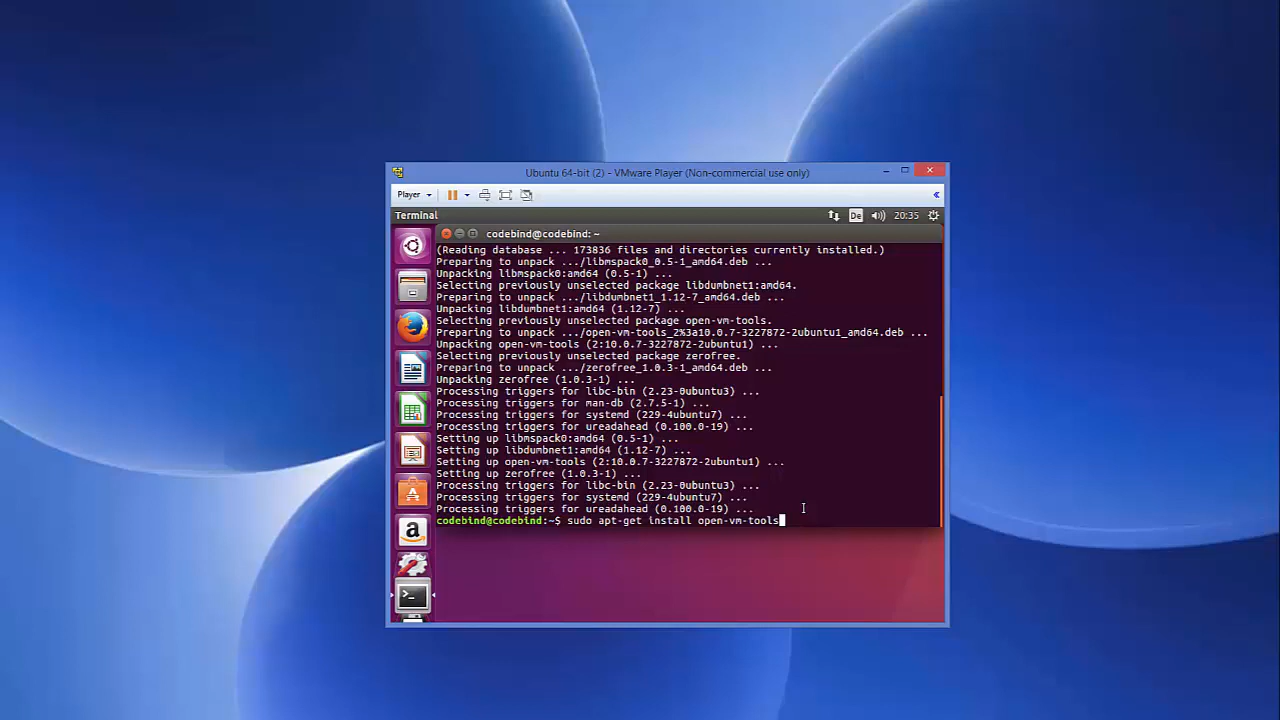 Ubuntu 64-bit (2) - VMware Player (Non-commercial use only)
Player
Terminal
De
20:35
codebind@codebind: ~
(Reading database ... 173836 files and directories currently installed.)
Preparing to unpack .../libmspack0_0.5-1_amd64.deb ...
Unpacking libmspack0:amd64 (0.5-1) ...
Selecting previously unselected package libdumbnet1:amd64.
Preparing to unpack .../libdumbnet1_1.12-7_amd64.deb ...
Unpacking libdumbnet1:amd64 (1.12-7) ...
Selecting previously unselected package open-vm-tools.
Preparing to unpack .../open-vm-tools_2%3a10.0.7-3227872-2ubuntu1_amd64.deb ...
Unpacking open-vm-tools (2:10.0.7-3227872-2ubuntu1) ...
Selecting previously unselected package zerofree.
Preparing to unpack .../zerofree_1.0.3-1_amd64.deb ...
Unpacking zerofree (1.0.3-1) ...
Processing triggers for libc-bin (2.23-0ubuntu3) ...
Processing triggers for man-db (2.7.5-1) ...
Processing triggers for systemd (229-4ubuntu7) ...
Processing triggers for ureadahead (0.100.0-19) ...
Setting up libmspack0:amd64 (0.5-1) ...
Setting up libdumbnet1:amd64 (1.12-7) ...
Setting up open-vm-tools (2:10.0.7-3227872-2ubuntu1) ...
Setting up zerofree (1.0.3-1) ...
Processing triggers for libc-bin (2.23-0ubuntu3) ...
Processing triggers for systemd (229-4ubuntu7) ...
Processing triggers for ureadahead (0.100.0-19) ...
codebind@codebind:~$ sudo apt-get install open-vm-tools